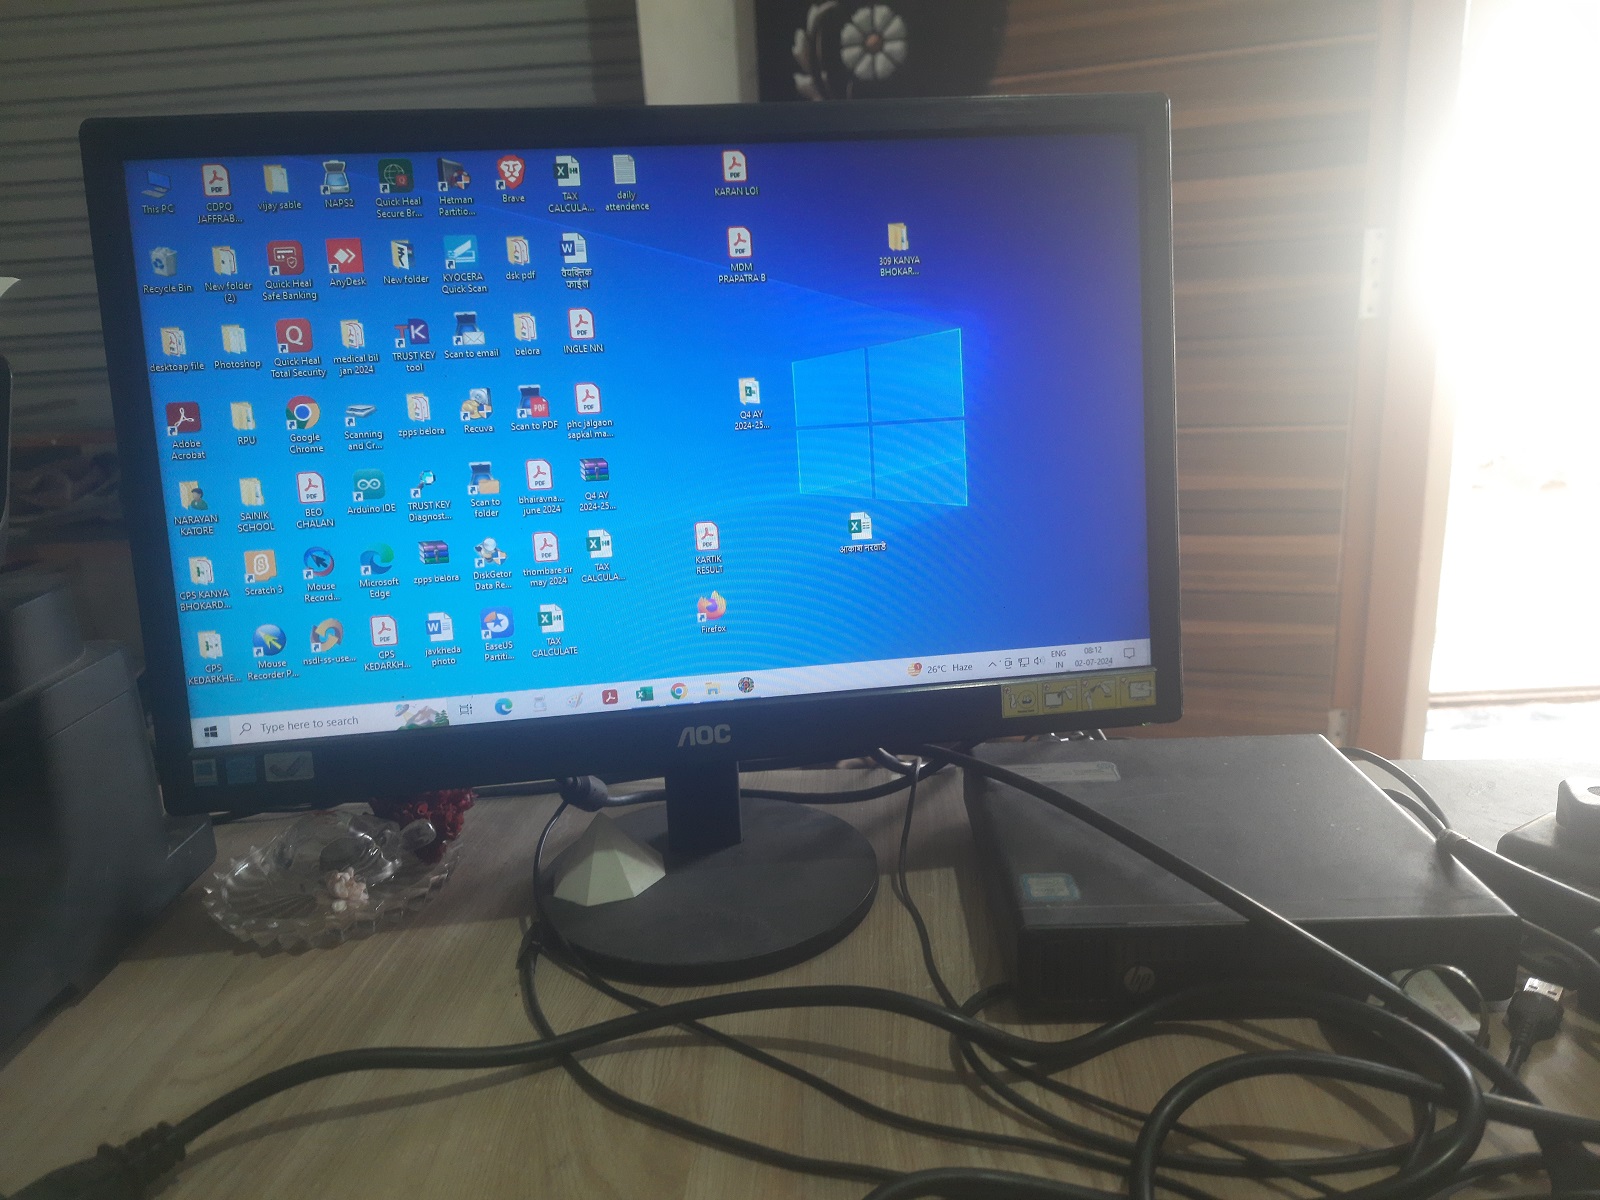 This PC
CDPO
JAFFRAB...
vijay sable
NAPS2
Quick Heal
Secure Br...
Hetman
Partitio...
Brave
TAX
CALCULA...
daily
attendence
KARAN LOI
Recycle Bin
New folder
(2)
Quick Heal
Safe Banking
AnyDesk
New folder
KYOCERA
Quick Scan
dsk pdf
वैयक्तिक
फाईल
MDM
PRAPATRA B
309 KANYA
BHOKAR...
desktoap file
Photoshop
Quick Heal
Total Security
medical bil
jan 2024
TRUST KEY
tool
Scan to email
belora
INGLE NN
Adobe
Acrobat
RPU
Google
Chrome
Scanning
and Cr...
zpps belora
Recuva
Scan to PDF
phc jalgaon
sapkal ma...
Q4 AY
2024-25...
NARAYAN
KATORE
SAINIK
SCHOOL
BEO
GHALAN
Arduino IDE
TRUST KEY
Diagnost...
Scan to
folder
bhairavna...
june 2024
Q4 AY
2024-25...
CPS KANYA
BHOKARD...
Scratch 3
Mouse
Record...
Microsoft
Edge
zpps belora
DiskGetor
Data Re...
thombare sir
may 2024
TAX
CALCULA...
KARTIK
RESULT
आकाश नरवाडे
CPS
KEDARKHE...
Mouse
Recorder P...
nsdl-ss-use...
CPS
KEDARKH...
javkheda
photo
EaseUS
Partiti...
TAX
CALCULATE
Firefox
Type here to search
26°C Haze
ENG
IN
08:12
02-07-2024
AOC
hp